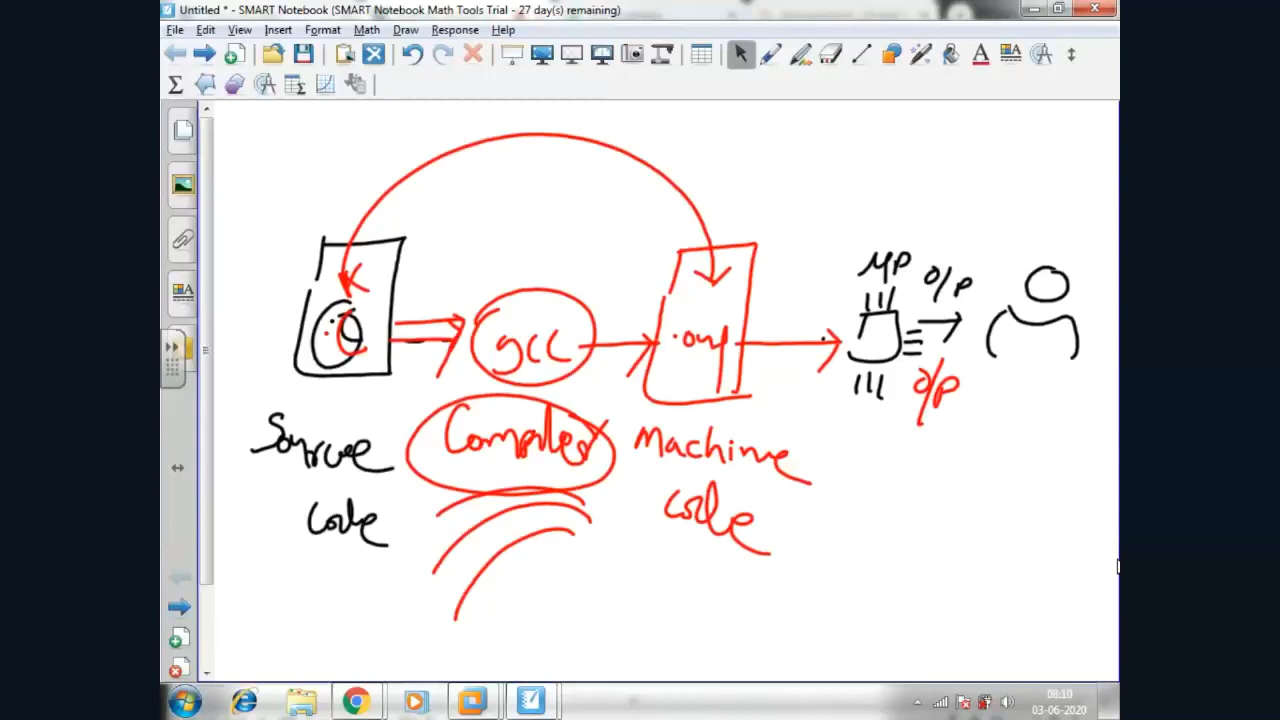 Untitled * - SMART Notebook (SMART Notebook Math Tools Trial - 27 day(s) remaining)
File Edit View Insert Format Math Draw Response Help
μP
O/P
.C
gcc
O/P
Source
code
Compiler
Machine
code
08:10
03-06-2020